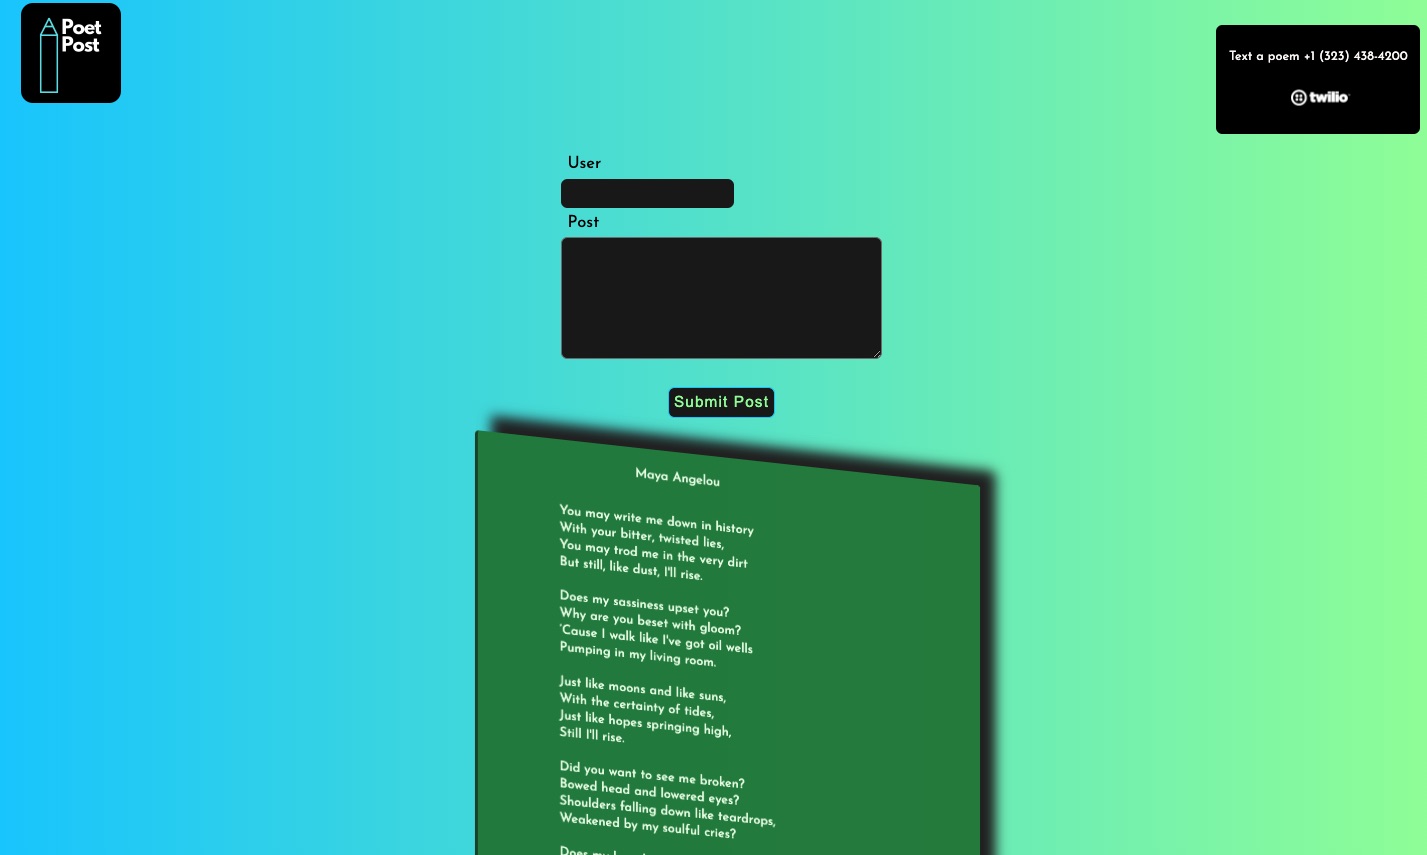 Poet
Post
Text a poem +1 (323) 438-4200
twilio
User
Post
Submit Post
Maya Angelou
You may write me down in history
With your bitter, twisted lies,
You may trod me in the very dirt
But still, like dust, I'll rise.
Does my sassiness upset you?
Why are you beset with gloom?
'Cause I walk like I've got oil wells
Pumping in my living room.
Just like moons and like suns,
With the certainty of tides,
Just like hopes springing high,
Still I'll rise.
Did you want to see me broken?
Bowed head and lowered eyes?
Shoulders falling down like teardrops,
Weakened by my soulful cries?
Does